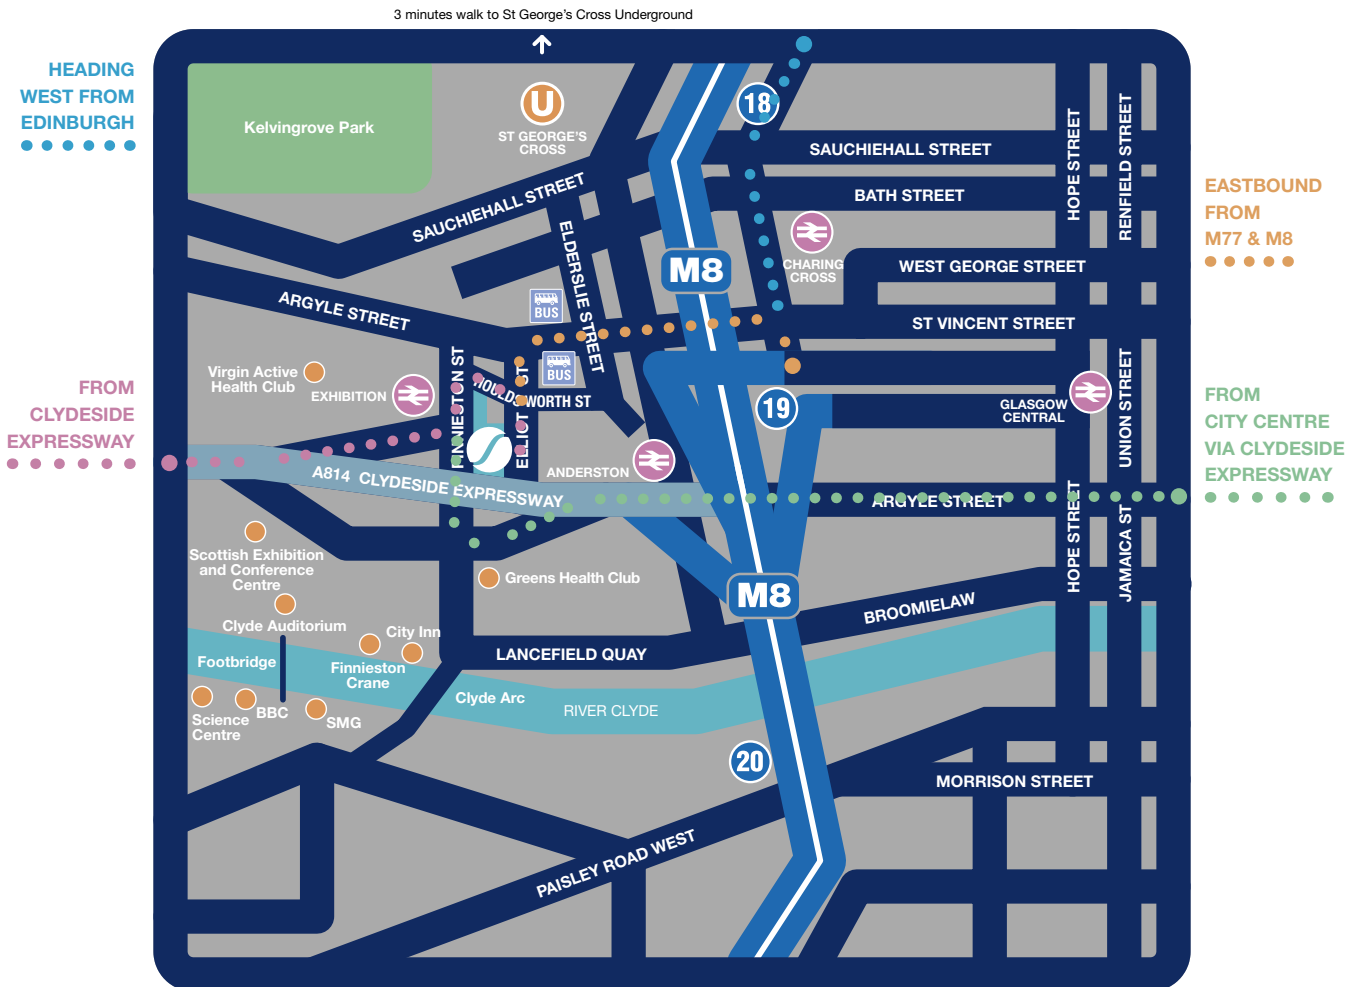 3 minutes walk to St George's Cross Underground
HEADING
WEST FROM
EDINBURGH
Kelvingrove Park
U
ST GEORGE'S
CROSS
18
SAUCHIEHALL STREET
BATH STREET
HOPE STREET
RENFIELD STREET
EASTBOUND
FROM
M77 & M8
SAUCHIEHALL STREET
ELDERSLIE STREET
M8
CHARING
CROSS
WEST GEORGE STREET
ARGYLE STREET
BUS
ST VINCENT STREET
BUS
Virgin Active
Health Club
EXHIBITION
FINNIESTON ST
HOULDSWORTH ST
ELLIOT ST
19
GLASGOW
CENTRAL
UNION STREET
FROM
CLYDESIDE
EXPRESSWAY
FROM
CITY CENTRE
VIA CLYDESIDE
EXPRESSWAY
ANDERSTON
A814 CLYDESIDE EXPRESSWAY
ARGYLE STREET
HOPE STREET
JAMAICA ST
Scottish Exhibition
and Conference
Centre
Greens Health Club
M8
Clyde Auditorium
BROOMIELAW
City Inn
LANCEFIELD QUAY
Footbridge
Finnieston
Crane
Clyde Arc
RIVER CLYDE
Science
Centre
BBC
SMG
20
MORRISON STREET
PAISLEY ROAD WEST